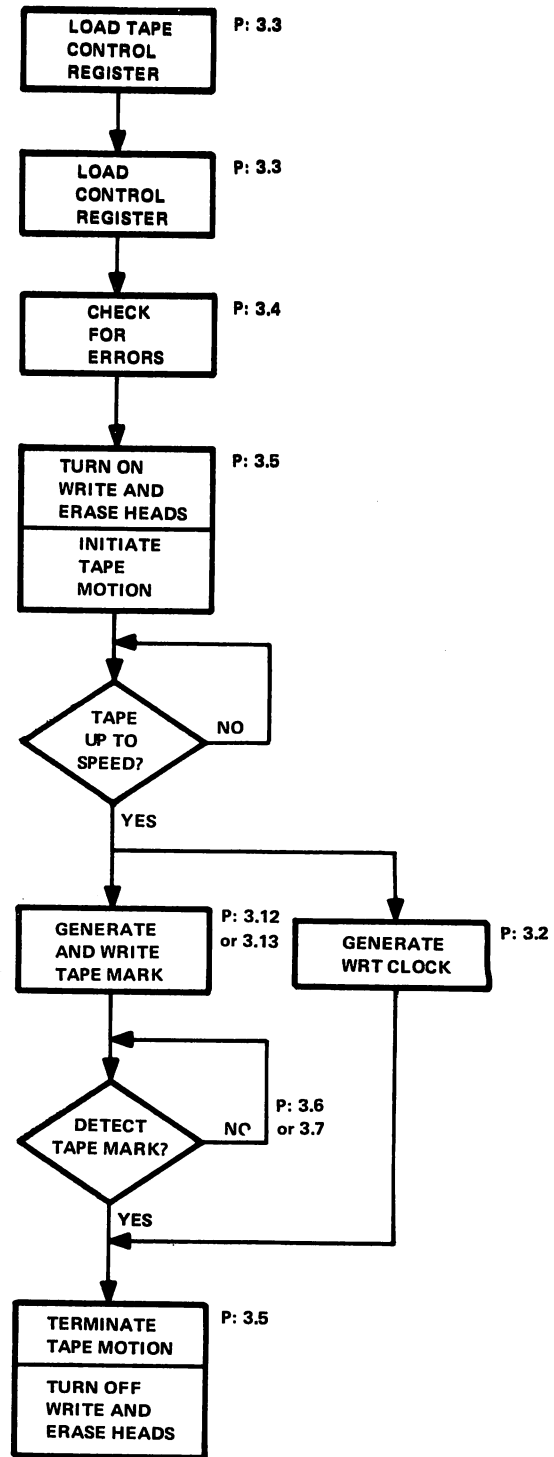 LOAD TAPE
CONTROL
REGISTER
P: 3.3
LOAD
CONTROL
REGISTER
P: 3.3
CHECK
FOR
ERRORS
P: 3.4
TURN ON
WRITE AND
ERASE HEADS
P: 3.5
INITIATE
TAPE
MOTION
TAPE
UP TO
SPEED?
NO
YES
GENERATE
AND WRITE
TAPE MARK
P: 3.12
or 3.13
GENERATE
WRT CLOCK
P: 3.2
DETECT
TAPE MARK?
NO
P: 3.6
or 3.7
YES
TERMINATE
TAPE MOTION
P: 3.5
TURN OFF
WRITE AND
ERASE HEADS